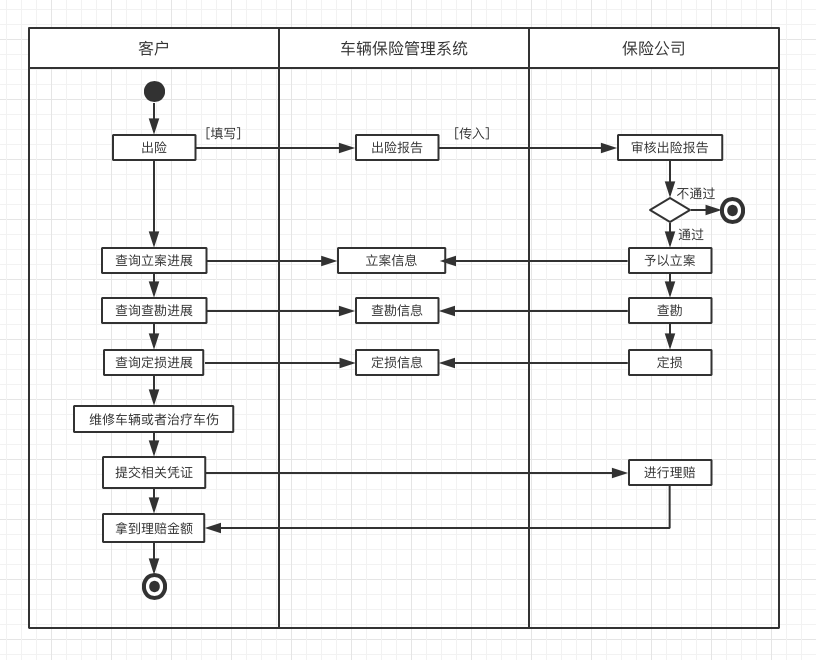 客户
车辆保险管理系统
保险公司
[填写]
[传入]
出险
出险报告
审核出险报告
不通过
通过
查询立案进展
立案信息
予以立案
查询查勘进展
查勘信息
查勘
查询定损进展
定损信息
定损
维修车辆或者治疗车伤
提交相关凭证
进行理赔
拿到理赔金额